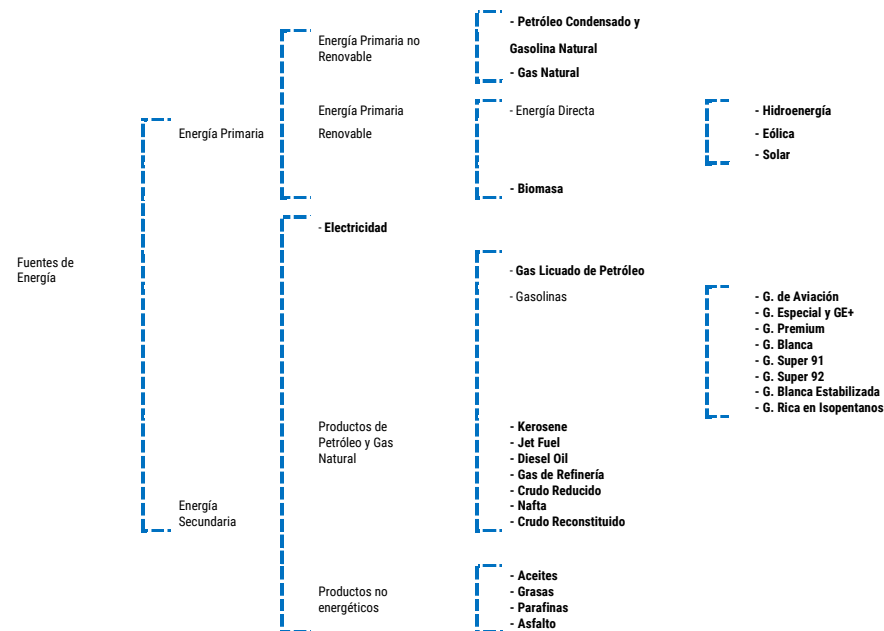 - Petróleo Condensado y
Gasolina Natural
- Gas Natural
Energía Primaria no
Renovable
Energía Primaria
Renovable
- Energía Directa
- Hidroenergía
- Eólica
- Solar
Energía Primaria
- Biomasa
- Electricidad
Fuentes de
Energía
- Gas Licuado de Petróleo
- Gasolinas
- G. de Aviación
- G. Especial y GE+
- G. Premium
- G. Blanca
- G. Super 91
- G. Super 92
- G. Blanca Estabilizada
- G. Rica en Isopentanos
Productos de
Petróleo y Gas
Natural
- Kerosene
- Jet Fuel
- Diesel Oil
- Gas de Refinería
- Crudo Reducido
- Nafta
- Crudo Reconstituido
Energía
Secundaria
Productos no
energéticos
- Aceites
- Grasas
- Parafinas
- Asfalto